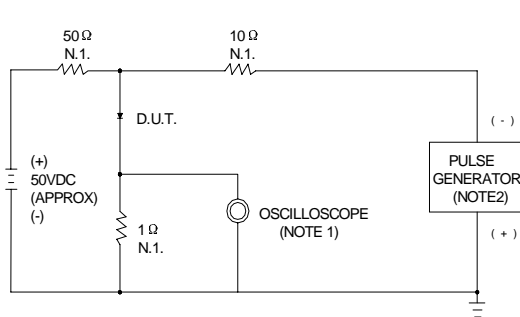 50Ω
N.1.
10Ω
N.1.
D.U.T.
(+)
50VDC
(APPROX)
(-)
1Ω
N.1.
OSCILLOSCOPE
(NOTE 1)
( - )
PULSE
GENERATOR
(NOTE2)
( + )